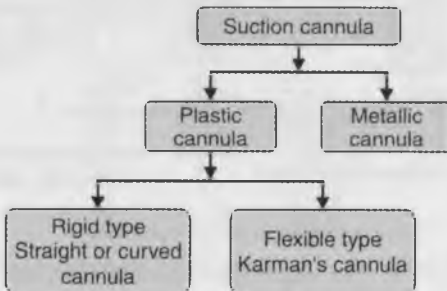 Suction cannula
Plastic
cannula
Metallic
cannula
Rigid type
Straight or curved
cannula
Flexible type
Karman's cannula